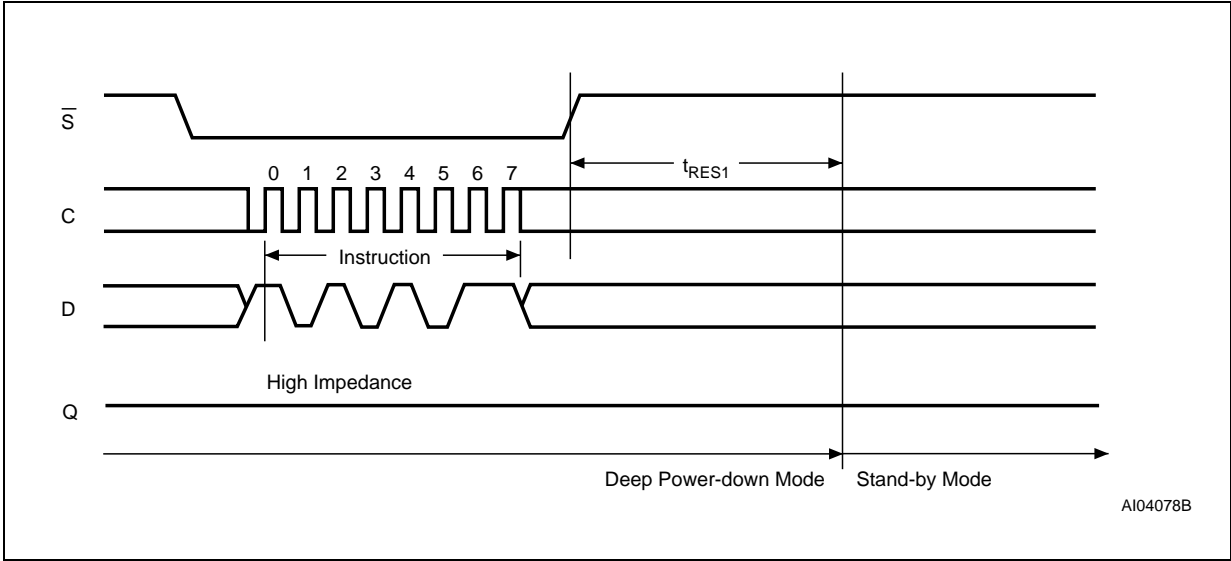 S̅
0 1 2 3 4 5 6 7
tRES1
C
Instruction
D
High Impedance
Q
Deep Power-down Mode Stand-by Mode
AI04078B